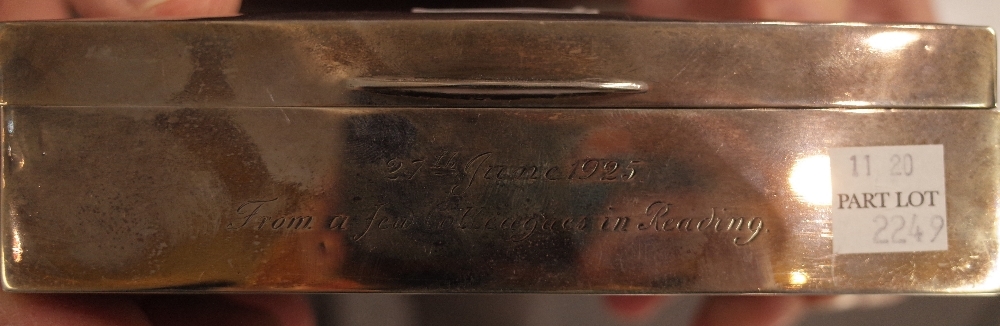 25th June 1925
From a few Colleagues in Reading.
11 20
PART LOT
2249